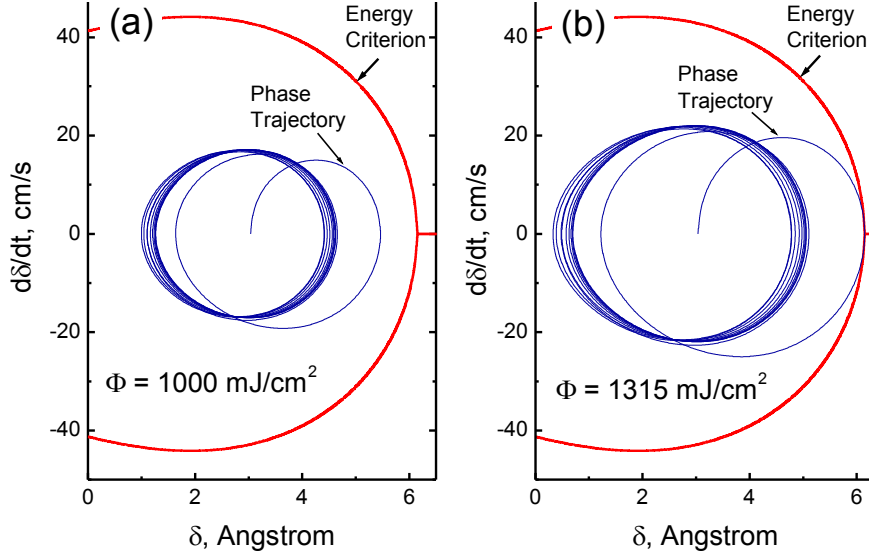 (a)
Energy
Criterion
Phase
Trajectory
Φ = 1000 mJ/cm²
dδ/dt, cm/s
40
20
0
-20
-40
0
2
4
6
δ, Angstrom
(b)
Energy
Criterion
Phase
Trajectory
Φ = 1315 mJ/cm²
dδ/dt, cm/s
40
20
0
-20
-40
0
2
4
6
δ, Angstrom